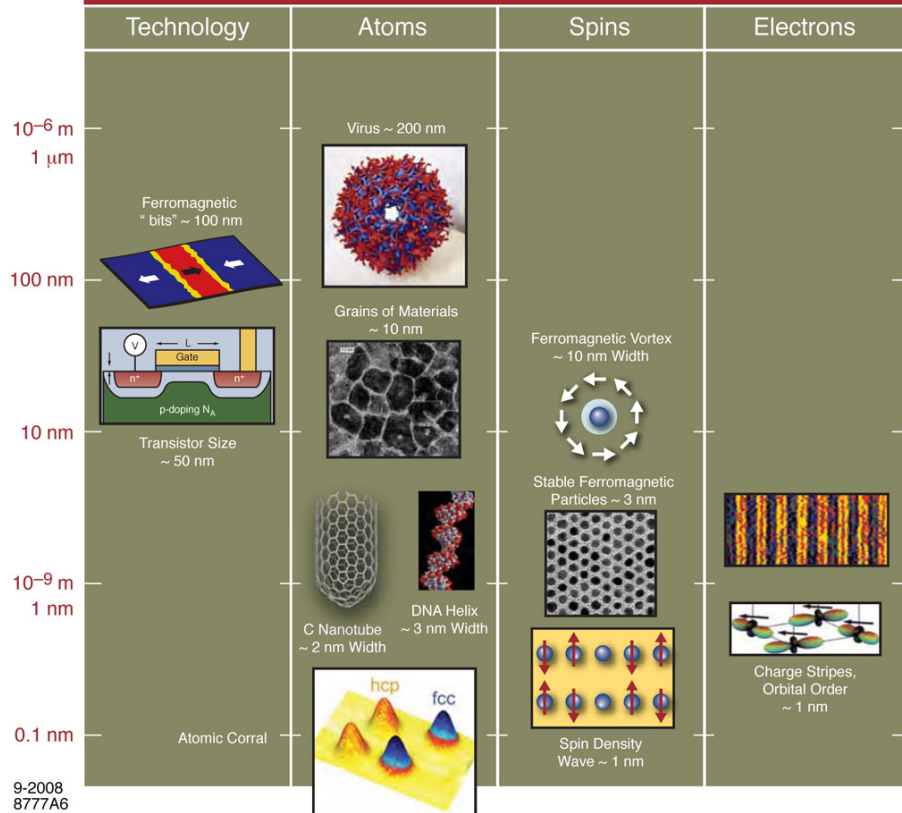 Technology
Atoms
Spins
Electrons
10–6 m
1 μm
100 nm
10 nm
10–9 m
1 nm
0.1 nm
Ferromagnetic
" bits" ~ 100 nm
V
L
Gate
n+
n+
p-doping NA
Transistor Size
~ 50 nm
Virus ~ 200 nm
Grains of Materials
~ 10 nm
C Nanotube
~ 2 nm Width
DNA Helix
~ 3 nm Width
Atomic Corral
hcp
fcc
Ferromagnetic Vortex
~ 10 nm Width
Stable Ferromagnetic
Particles ~ 3 nm
Spin Density
Wave ~ 1 nm
Charge Stripes,
Orbital Order
~ 1 nm
9-2008
8777A6